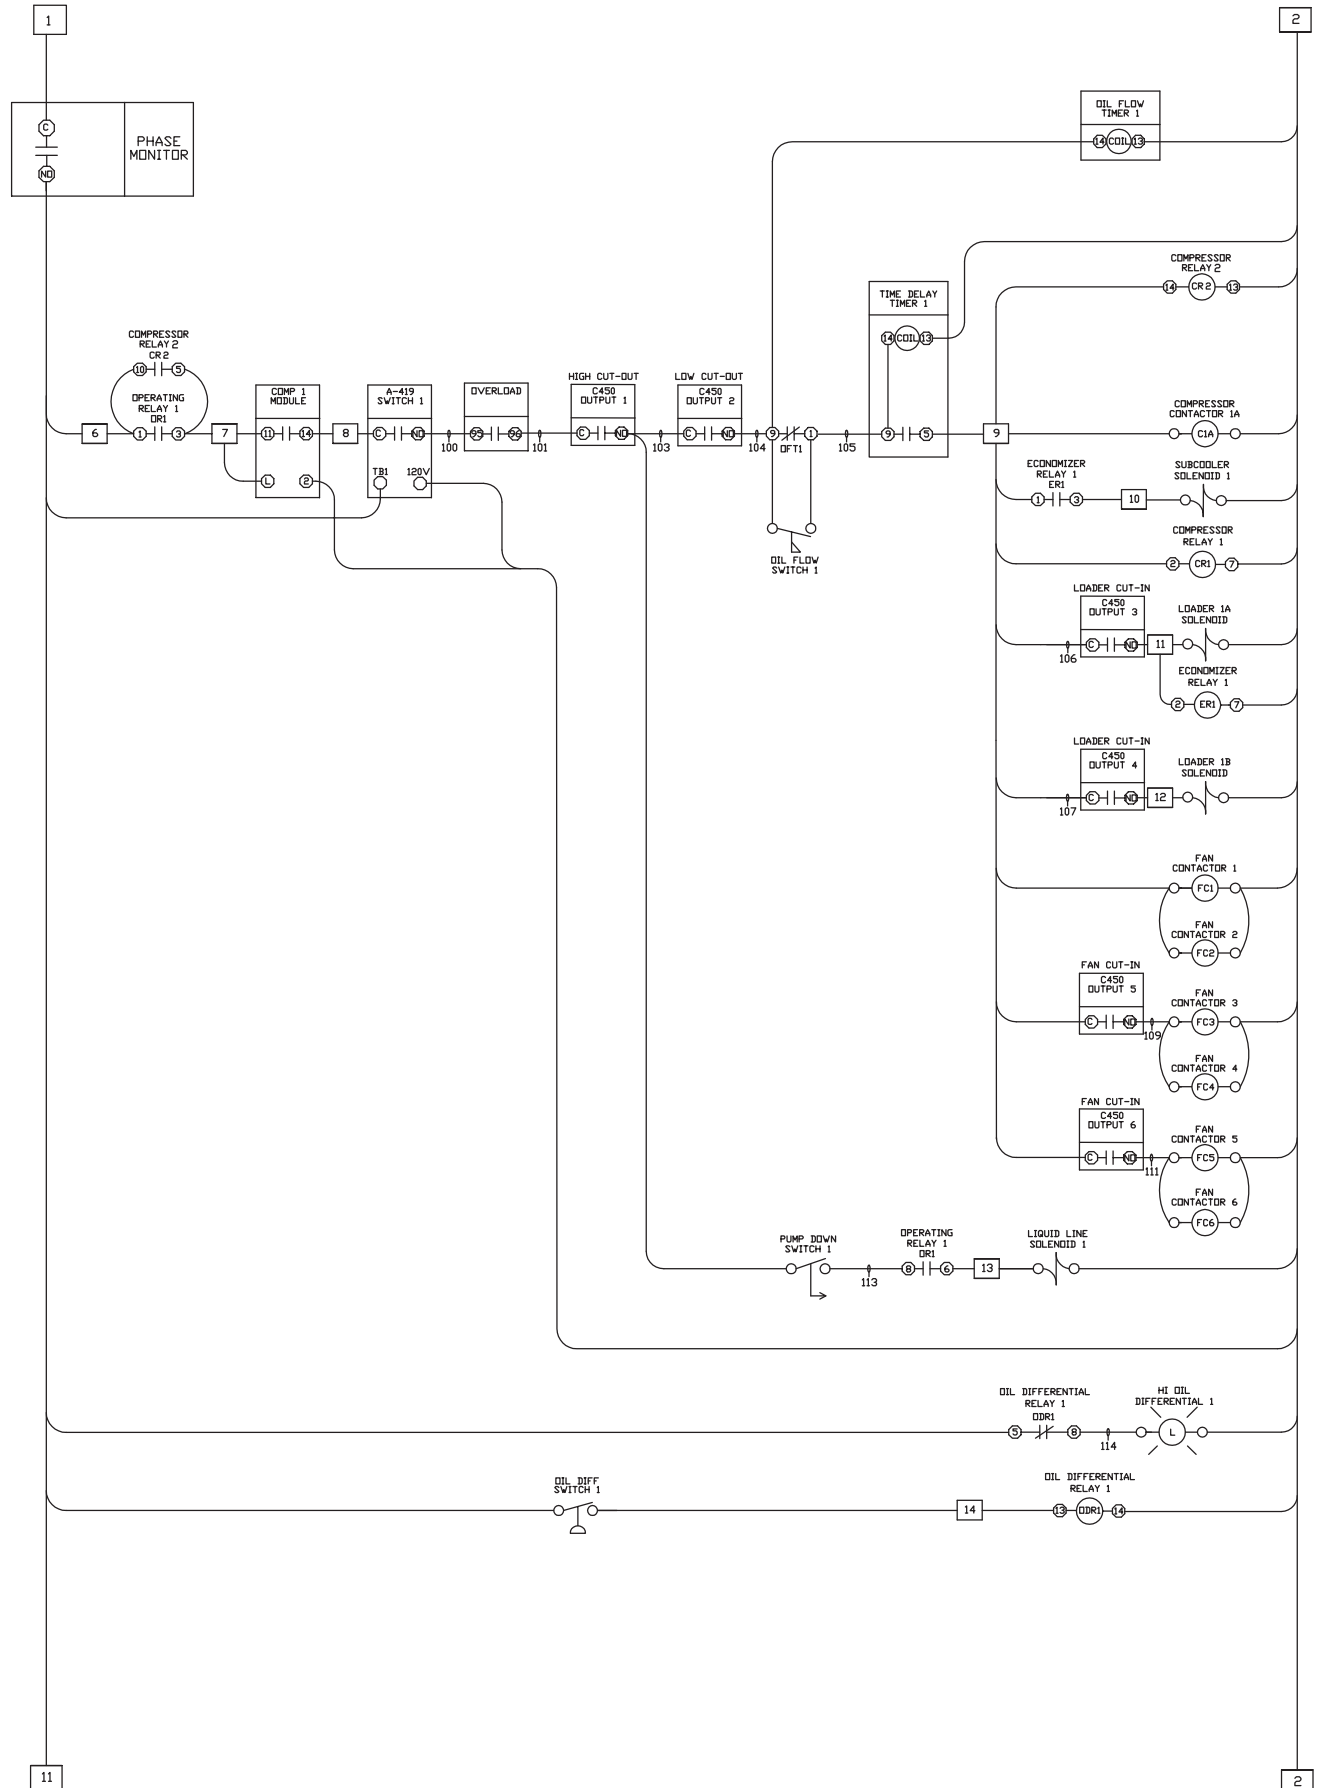 1
2
OIL FLOW
TIMER 1
14 COIL 13
C
PHASE
MONITOR
NO
COMPRESSOR
RELAY 2
14 CR2 13
TIME DELAY
TIMER 1
14 COIL 13
COMPRESSOR
RELAY 2
CR2
10 5
OPERATING
RELAY 1
OR1
6 1 3 7
COMP 1
MODULE
11 14 8
L 2
A-419
SWITCH 1
C NO 100
TB1 120V
OVERLOAD
95 96 101
HIGH CUT-OUT
C450
OUTPUT 1
C NO 103
LOW CUT-OUT
C450
OUTPUT 2
C NO 104
9 1 105
OFT1
9 5 9
OIL FLOW
SWITCH 1
COMPRESSOR
CONTACTOR 1A
C1A
ECONOMIZER
RELAY 1
ER1
1 3 10
SUBCOOLER
SOLENOID 1
COMPRESSOR
RELAY 1
2 CR1 7
LOADER CUT-IN
C450
OUTPUT 3
106 C NO 11
LOADER 1A
SOLENOID
ECONOMIZER
RELAY 1
2 ER1 7
LOADER CUT-IN
C450
OUTPUT 4
107 C NO 12
LOADER 1B
SOLENOID
FAN
CONTACTOR 1
FC1
FAN
CONTACTOR 2
FC2
FAN CUT-IN
C450
OUTPUT 5
C NO 109
FAN
CONTACTOR 3
FC3
FAN
CONTACTOR 4
FC4
FAN CUT-IN
C450
OUTPUT 6
C NO 111
FAN
CONTACTOR 5
FC5
FAN
CONTACTOR 6
FC6
PUMP DOWN
SWITCH 1
113
OPERATING
RELAY 1
OR1
8 6 13
LIQUID LINE
SOLENOID 1
OIL DIFFERENTIAL
RELAY 1
ODR1
5 8 114
HI OIL
DIFFERENTIAL 1
L
OIL DIFF
SWITCH 1
14
OIL DIFFERENTIAL
RELAY 1
13 ODR1 14
11
2